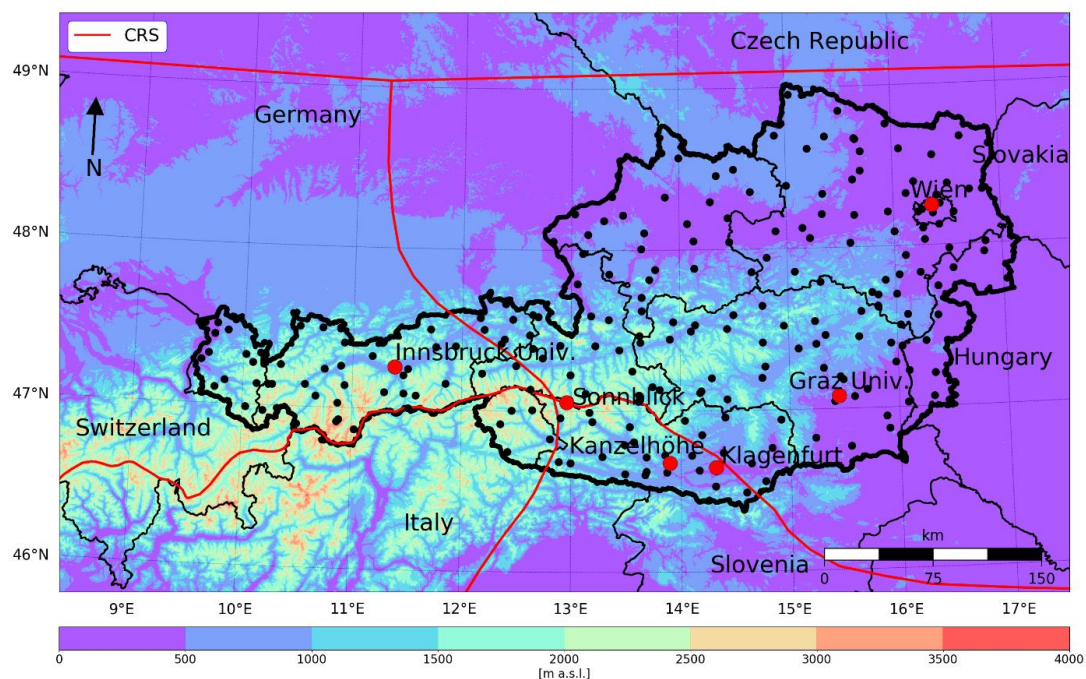 CRS
Czech Republic
49°N
Germany
N
Slovakia
Wien
48°N
Innsbruck Univ.
Hungary
47°N
Graz Univ.
Sonnblick
Switzerland
Kanzelhöhe
Klagenfurt
Italy
46°N
km
Slovenia
0 75 150
9°E 10°E 11°E 12°E 13°E 14°E 15°E 16°E 17°E
0 500 1000 1500 2000 2500 3000 3500 4000
[m a.s.l.]